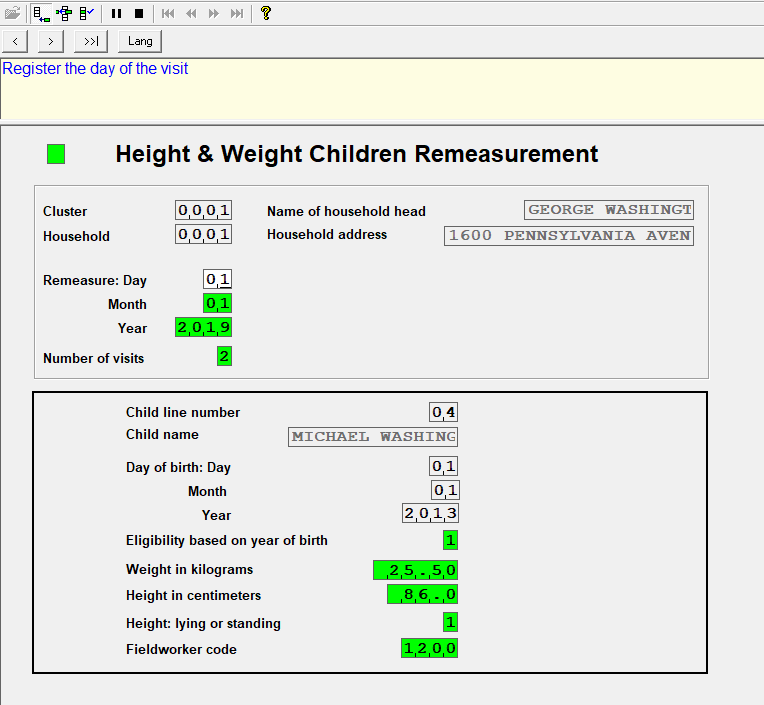 < > >>| Lang
Register the day of the visit
Height & Weight Children Remeasurement
Cluster 0001 Name of household head GEORGE WASHINGT
Household 0001 Household address 1600 PENNSYLVANIA AVEN
Remeasure: Day 01
Month 01
Year 2019
Number of visits 2
Child line number 04
Child name MICHAEL WASHING
Day of birth: Day 01
Month 01
Year 2013
Eligibility based on year of birth 1
Weight in kilograms 25.50
Height in centimeters 86.0
Height: lying or standing 1
Fieldworker code 1200